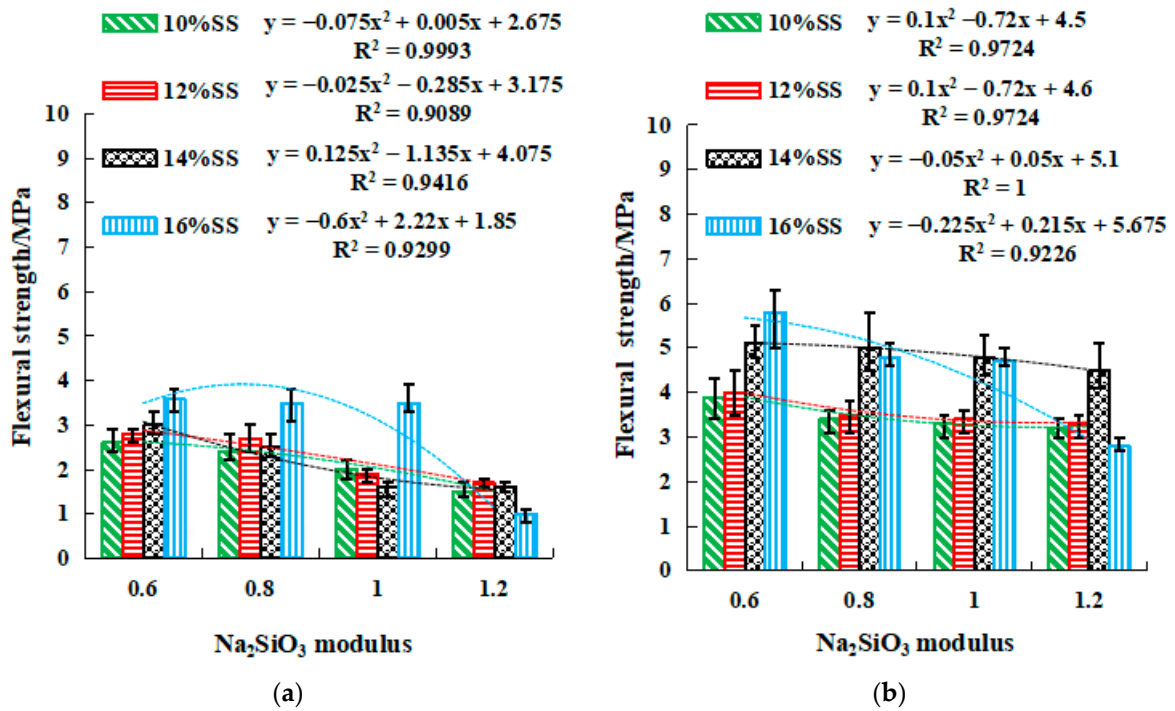 10%SS y = −0.075x² + 0.005x + 2.675
R² = 0.9993
12%SS y = −0.025x² − 0.285x + 3.175
R² = 0.9089
14%SS y = 0.125x² − 1.135x + 4.075
R² = 0.9416
16%SS y = −0.6x² + 2.22x + 1.85
R² = 0.9299
Flexural strength/MPa
10
9
8
7
6
5
4
3
2
1
0
0.6 0.8 1 1.2
Na₂SiO₃ modulus
(a)
10%SS y = 0.1x² −0.72x + 4.5
R² = 0.9724
12%SS y = 0.1x² − 0.72x + 4.6
R² = 0.9724
14%SS y = −0.05x² + 0.05x + 5.1
R² = 1
16%SS y = −0.225x² + 0.215x + 5.675
R² = 0.9226
Flexural strength/MPa
10
9
8
7
6
5
4
3
2
1
0
0.6 0.8 1 1.2
Na₂SiO₃ modulus
(b)